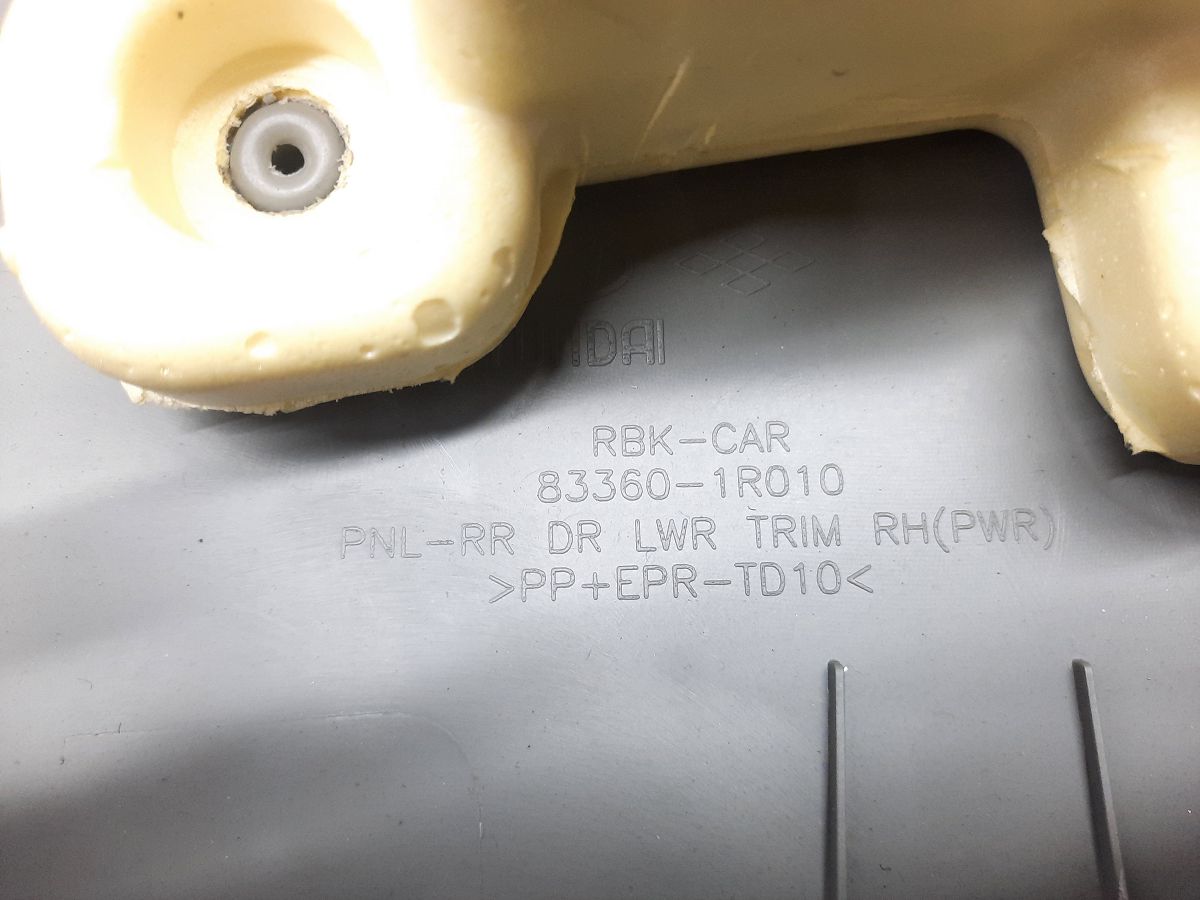 RBK-CAR
83360-1R010
PNL-RR DR LWR TRIM RH(PWR)
>PP+EPR-TD10<